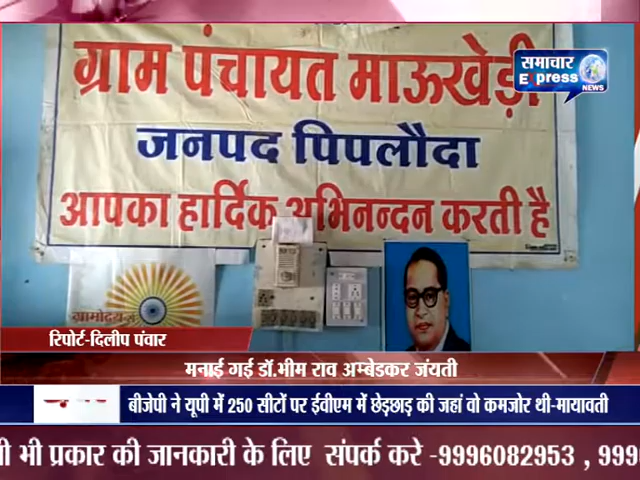 ग्राम पंचायत माऊखेड़ी
समाचार
Express
NEWS
जनपद पिपलौदा
आपका हार्दिक अभिनन्दन करती है
ग्रामोदय
रिपोर्ट-दिलीप पंवार
मनाई गई डॉ.भीम राव अम्बेडकर जंयती
बीजेपी ने यूपी में 250 सीटों पर ईवीएम में छेड़छाड़ की जहां वो कमजोर थी-मायावती
भी प्रकार की जानकारी के लिए संपर्क करे -9996082953 , 999